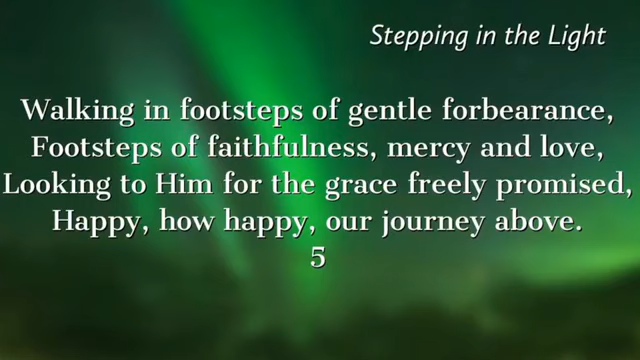 Stepping in the Light
Walking in footsteps of gentle forbearance,
Footsteps of faithfulness, mercy and love,
Looking to Him for the grace freely promised,
Happy, how happy, our journey above.
5